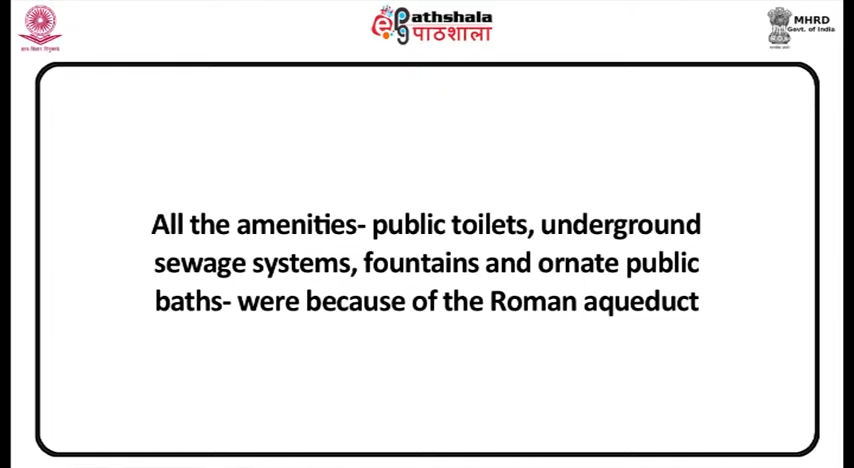 ePathshala
पाठशाला
MHRD
Govt. of India
All the amenities- public toilets, underground
sewage systems, fountains and ornate public
baths- were because of the Roman aqueduct